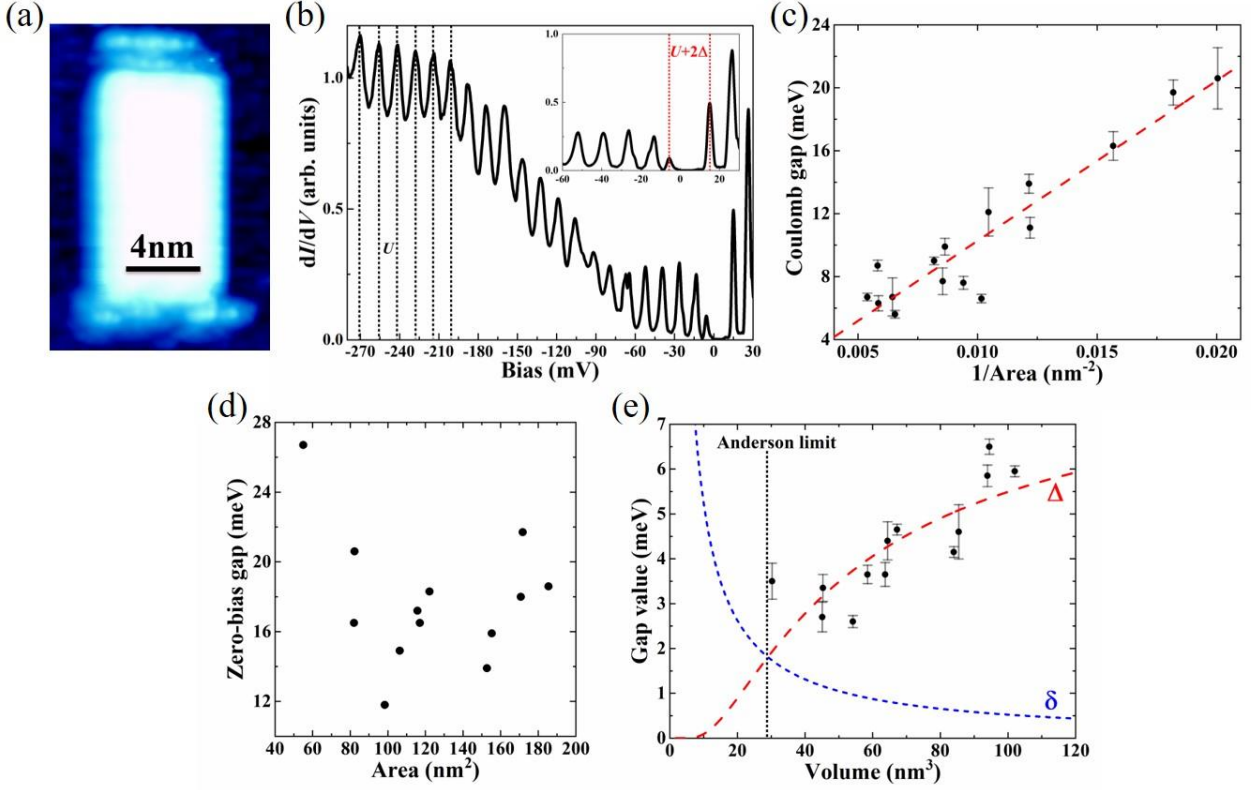 (a)
4nm
(b)
dI/dV (arb. units)
1.0
0.5
0.0
-270 -240 -210 -180 -150 -120 -90 -60 -30 0 30
Bias (mV)
U
1.0
0.5
0.0
-60 -40 -20 0 20
U+2Δ
(c)
Coulomb gap (meV)
24
20
16
12
8
4
0.005 0.010 0.015 0.020
1/Area (nm-2)
(d)
Zero-bias gap (meV)
28
24
20
16
12
40 60 80 100 120 140 160 180 200
Area (nm2)
(e)
Gap value (meV)
7
6
5
4
3
2
1
0
Anderson limit
Δ
δ
0 20 40 60 80 100 120
Volume (nm3)